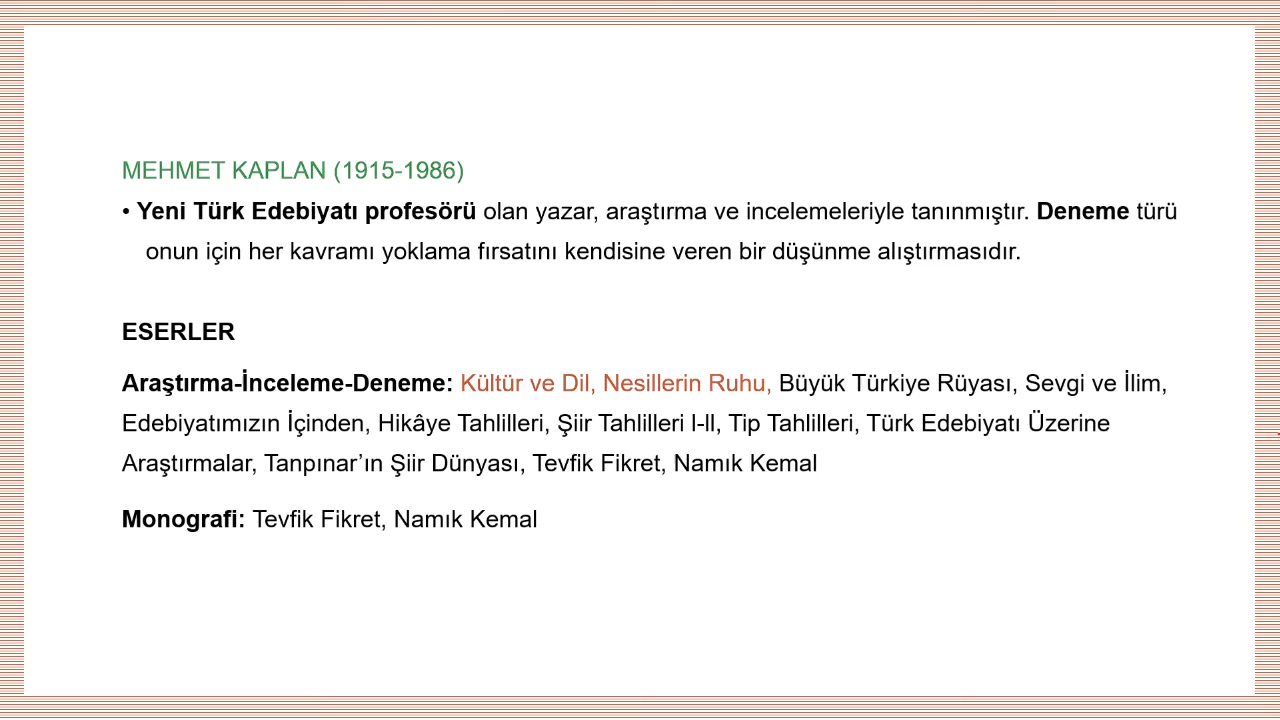 MEHMET KAPLAN (1915-1986)
• Yeni Türk Edebiyatı profesörü olan yazar, araştırma ve incelemeleriyle tanınmıştır. Deneme türü
onun için her kavramı yoklama fırsatını kendisine veren bir düşünme alıştırmasıdır.
ESERLER
Araştırma-İnceleme-Deneme: Kültür ve Dil, Nesillerin Ruhu, Büyük Türkiye Rüyası, Sevgi ve İlim,
Edebiyatımızın İçinden, Hikâye Tahlilleri, Şiir Tahlilleri I-II, Tip Tahlilleri, Türk Edebiyatı Üzerine
Araştırmalar, Tanpınar’ın Şiir Dünyası, Tevfik Fikret, Namık Kemal
Monografi: Tevfik Fikret, Namık Kemal